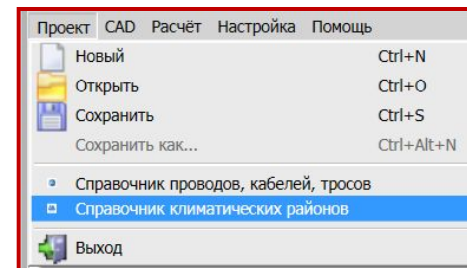 Проект CAD Расчёт Настройка Помощь
Новый Ctrl+N
Открыть Ctrl+O
Сохранить Ctrl+S
Сохранить как... Ctrl+Alt+N
Справочник проводов, кабелей, тросов
Справочник климатических районов
Выход